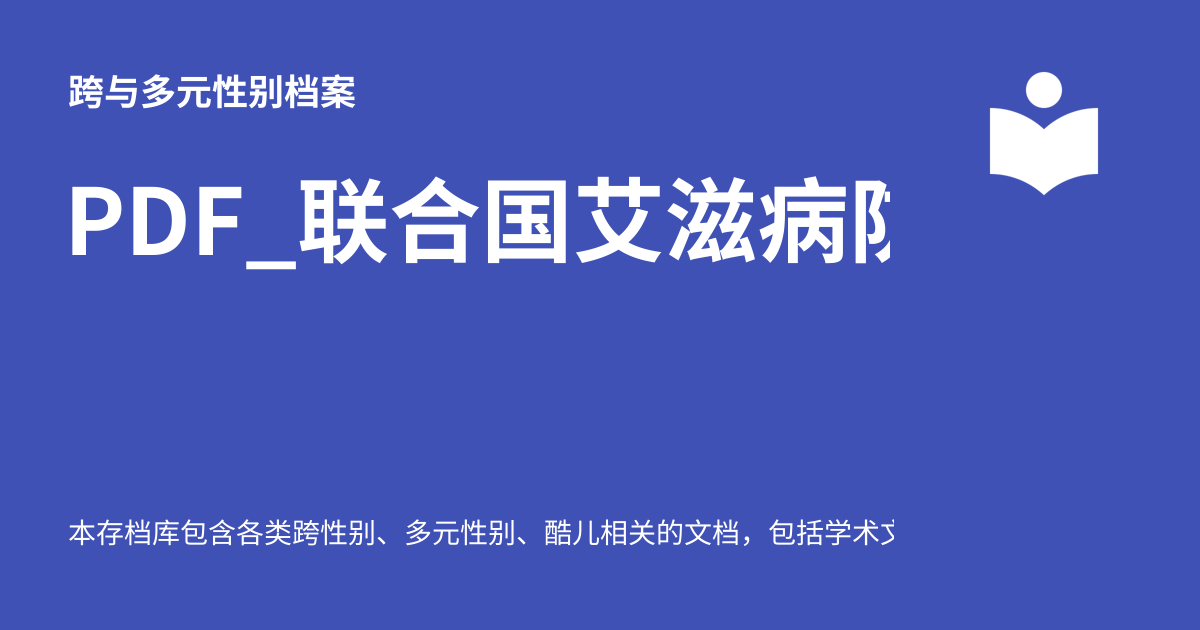 跨与多元性别档案
PDF_联合国艾滋病防
本存档库包含各类跨性别、多元性别、酷儿相关的文档，包括学术文